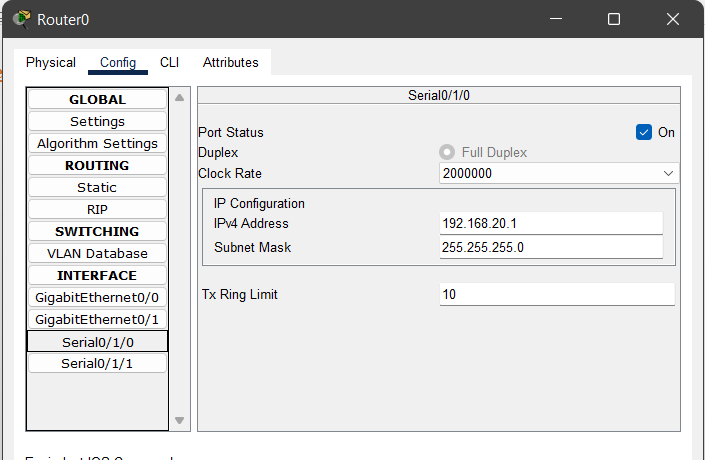 Router0
Physical Config CLI Attributes
GLOBAL
Settings
Algorithm Settings
ROUTING
Static
RIP
SWITCHING
VLAN Database
INTERFACE
GigabitEthernet0/0
GigabitEthernet0/1
Serial0/1/0
Serial0/1/1
Serial0/1/0
Port Status On
Duplex Full Duplex
Clock Rate 2000000
IP Configuration
IPv4 Address 192.168.20.1
Subnet Mask 255.255.255.0
Tx Ring Limit 10